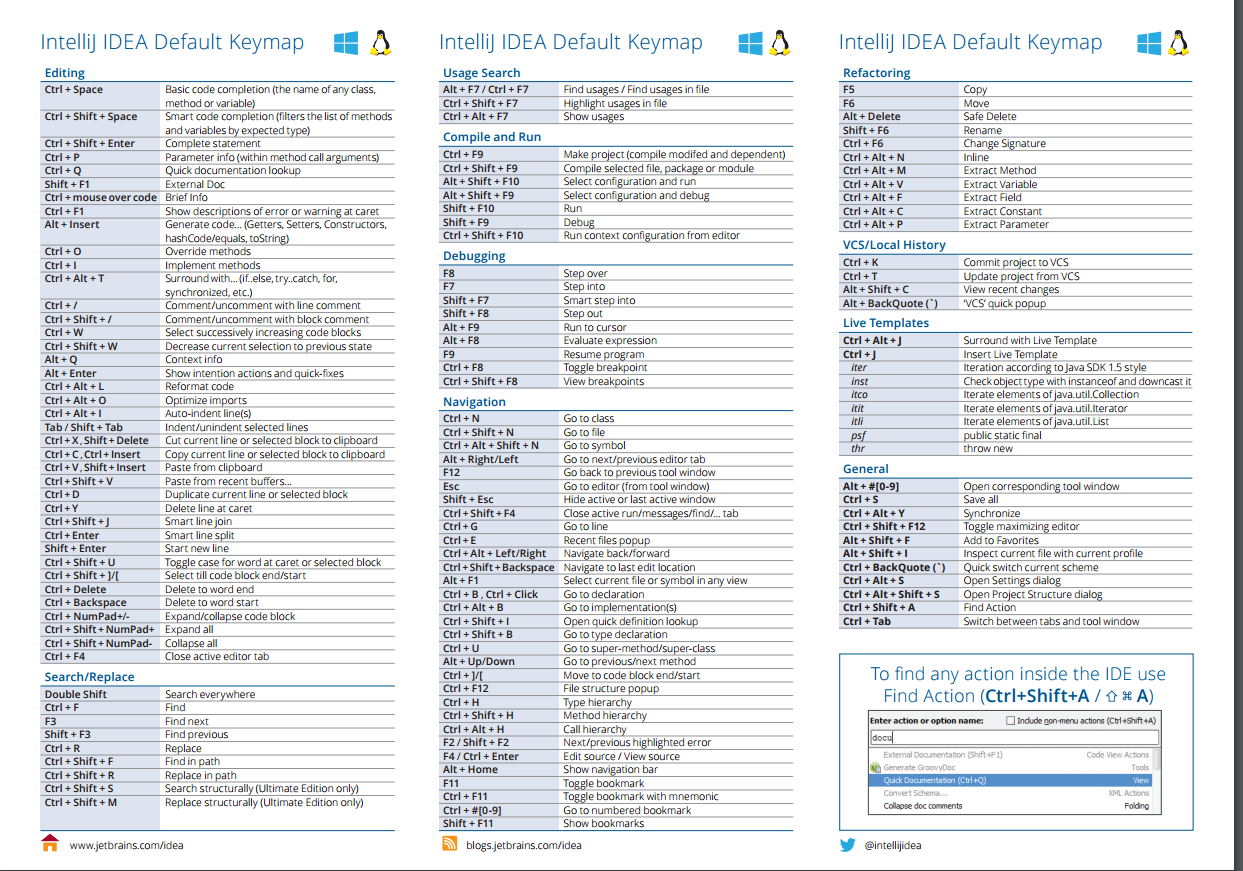 IntelliJ IDEA Default Keymap
Editing
Ctrl + Space Basic code completion (the name of any class,
method or variable)
Ctrl + Shift + Space Smart code completion (filters the list of methods
and variables by expected type)
Ctrl + Shift + Enter Complete statement
Ctrl + P Parameter info (within method call arguments)
Ctrl + Q Quick documentation lookup
Shift + F1 External Doc
Ctrl + mouse over code Brief Info
Ctrl + F1 Show descriptions of error or warning at caret
Alt + Insert Generate code... (Getters, Setters, Constructors,
hashCode/equals, toString)
Ctrl + O Override methods
Ctrl + I Implement methods
Ctrl + Alt + T Surround with... (if..else, try..catch, for,
synchronized, etc.)
Ctrl + / Comment/uncomment with line comment
Ctrl + Shift + / Comment/uncomment with block comment
Ctrl + W Select successively increasing code blocks
Ctrl + Shift + W Decrease current selection to previous state
Alt + Q Context info
Alt + Enter Show intention actions and quick-fixes
Ctrl + Alt + L Reformat code
Ctrl + Alt + O Optimize imports
Ctrl + Alt + I Auto-indent line(s)
Tab / Shift + Tab Indent/unindent selected lines
Ctrl + X , Shift + Delete Cut current line or selected block to clipboard
Ctrl + C , Ctrl + Insert Copy current line or selected block to clipboard
Ctrl + V , Shift + Insert Paste from clipboard
Ctrl + Shift + V Paste from recent buffers...
Ctrl + D Duplicate current line or selected block
Ctrl + Y Delete line at caret
Ctrl + Shift + J Smart line join
Ctrl + Enter Smart line split
Shift + Enter Start new line
Ctrl + Shift + U Toggle case for word at caret or selected block
Ctrl + Shift + ]/[ Select till code block end/start
Ctrl + Delete Delete to word end
Ctrl + Backspace Delete to word start
Ctrl + NumPad+/- Expand/collapse code block
Ctrl + Shift + NumPad+ Expand all
Ctrl + Shift + NumPad- Collapse all
Ctrl + F4 Close active editor tab
Search/Replace
Double Shift Search everywhere
Ctrl + F Find
F3 Find next
Shift + F3 Find previous
Ctrl + R Replace
Ctrl + Shift + F Find in path
Ctrl + Shift + R Replace in path
Ctrl + Shift + S Search structurally (Ultimate Edition only)
Ctrl + Shift + M Replace structurally (Ultimate Edition only)
www.jetbrains.com/idea
IntelliJ IDEA Default Keymap
Usage Search
Alt + F7 / Ctrl + F7 Find usages / Find usages in file
Ctrl + Shift + F7 Highlight usages in file
Ctrl + Alt + F7 Show usages
Compile and Run
Ctrl + F9 Make project (compile modifed and dependent)
Ctrl + Shift + F9 Compile selected file, package or module
Alt + Shift + F10 Select configuration and run
Alt + Shift + F9 Select configuration and debug
Shift + F10 Run
Shift + F9 Debug
Ctrl + Shift + F10 Run context configuration from editor
Debugging
F8 Step over
F7 Step into
Shift + F7 Smart step into
Shift + F8 Step out
Alt + F9 Run to cursor
Alt + F8 Evaluate expression
F9 Resume program
Ctrl + F8 Toggle breakpoint
Ctrl + Shift + F8 View breakpoints
Navigation
Ctrl + N Go to class
Ctrl + Shift + N Go to file
Ctrl + Alt + Shift + N Go to symbol
Alt + Right/Left Go to next/previous editor tab
F12 Go back to previous tool window
Esc Go to editor (from tool window)
Shift + Esc Hide active or last active window
Ctrl + Shift + F4 Close active run/messages/find/... tab
Ctrl + G Go to line
Ctrl + E Recent files popup
Ctrl + Alt + Left/Right Navigate back/forward
Ctrl + Shift + Backspace Navigate to last edit location
Alt + F1 Select current file or symbol in any view
Ctrl + B , Ctrl + Click Go to declaration
Ctrl + Alt + B Go to implementation(s)
Ctrl + Shift + I Open quick definition lookup
Ctrl + Shift + B Go to type declaration
Ctrl + U Go to super-method/super-class
Alt + Up/Down Go to previous/next method
Ctrl + ]/[ Move to code block end/start
Ctrl + F12 File structure popup
Ctrl + H Type hierarchy
Ctrl + Shift + H Method hierarchy
Ctrl + Alt + H Call hierarchy
F2 / Shift + F2 Next/previous highlighted error
F4 / Ctrl + Enter Edit source / View source
Alt + Home Show navigation bar
F11 Toggle bookmark
Ctrl + F11 Toggle bookmark with mnemonic
Ctrl + #[0-9] Go to numbered bookmark
Shift + F11 Show bookmarks
blogs.jetbrains.com/idea
IntelliJ IDEA Default Keymap
Refactoring
F5 Copy
F6 Move
Alt + Delete Safe Delete
Shift + F6 Rename
Ctrl + F6 Change Signature
Ctrl + Alt + N Inline
Ctrl + Alt + M Extract Method
Ctrl + Alt + V Extract Variable
Ctrl + Alt + F Extract Field
Ctrl + Alt + C Extract Constant
Ctrl + Alt + P Extract Parameter
VCS/Local History
Ctrl + K Commit project to VCS
Ctrl + T Update project from VCS
Alt + Shift + C View recent changes
Alt + BackQuote (`) ‘VCS’ quick popup
Live Templates
Ctrl + Alt + J Surround with Live Template
Ctrl + J Insert Live Template
iter Iteration according to Java SDK 1.5 style
inst Check object type with instanceof and downcast it
itco Iterate elements of java.util.Collection
itit Iterate elements of java.util.Iterator
itli Iterate elements of java.util.List
psf public static final
thr throw new
General
Alt + #[0-9] Open corresponding tool window
Ctrl + S Save all
Ctrl + Alt + Y Synchronize
Ctrl + Shift + F12 Toggle maximizing editor
Alt + Shift + F Add to Favorites
Alt + Shift + I Inspect current file with current profile
Ctrl + BackQuote (`) Quick switch current scheme
Ctrl + Alt + S Open Settings dialog
Ctrl + Alt + Shift + S Open Project Structure dialog
Ctrl + Shift + A Find Action
Ctrl + Tab Switch between tabs and tool window
To find any action inside the IDE use
Find Action (Ctrl+Shift+A / ⇧ ⌘ A)
Enter action or option name: Include non-menu actions (Ctrl+Shift+A)
docu
External Documentation (Shift+F1) Code View Actions
Generate GroovyDoc Tools
Quick Documentation (Ctrl+Q) View
Convert Schema... XML Actions
Collapse doc comments Folding
@intellijidea